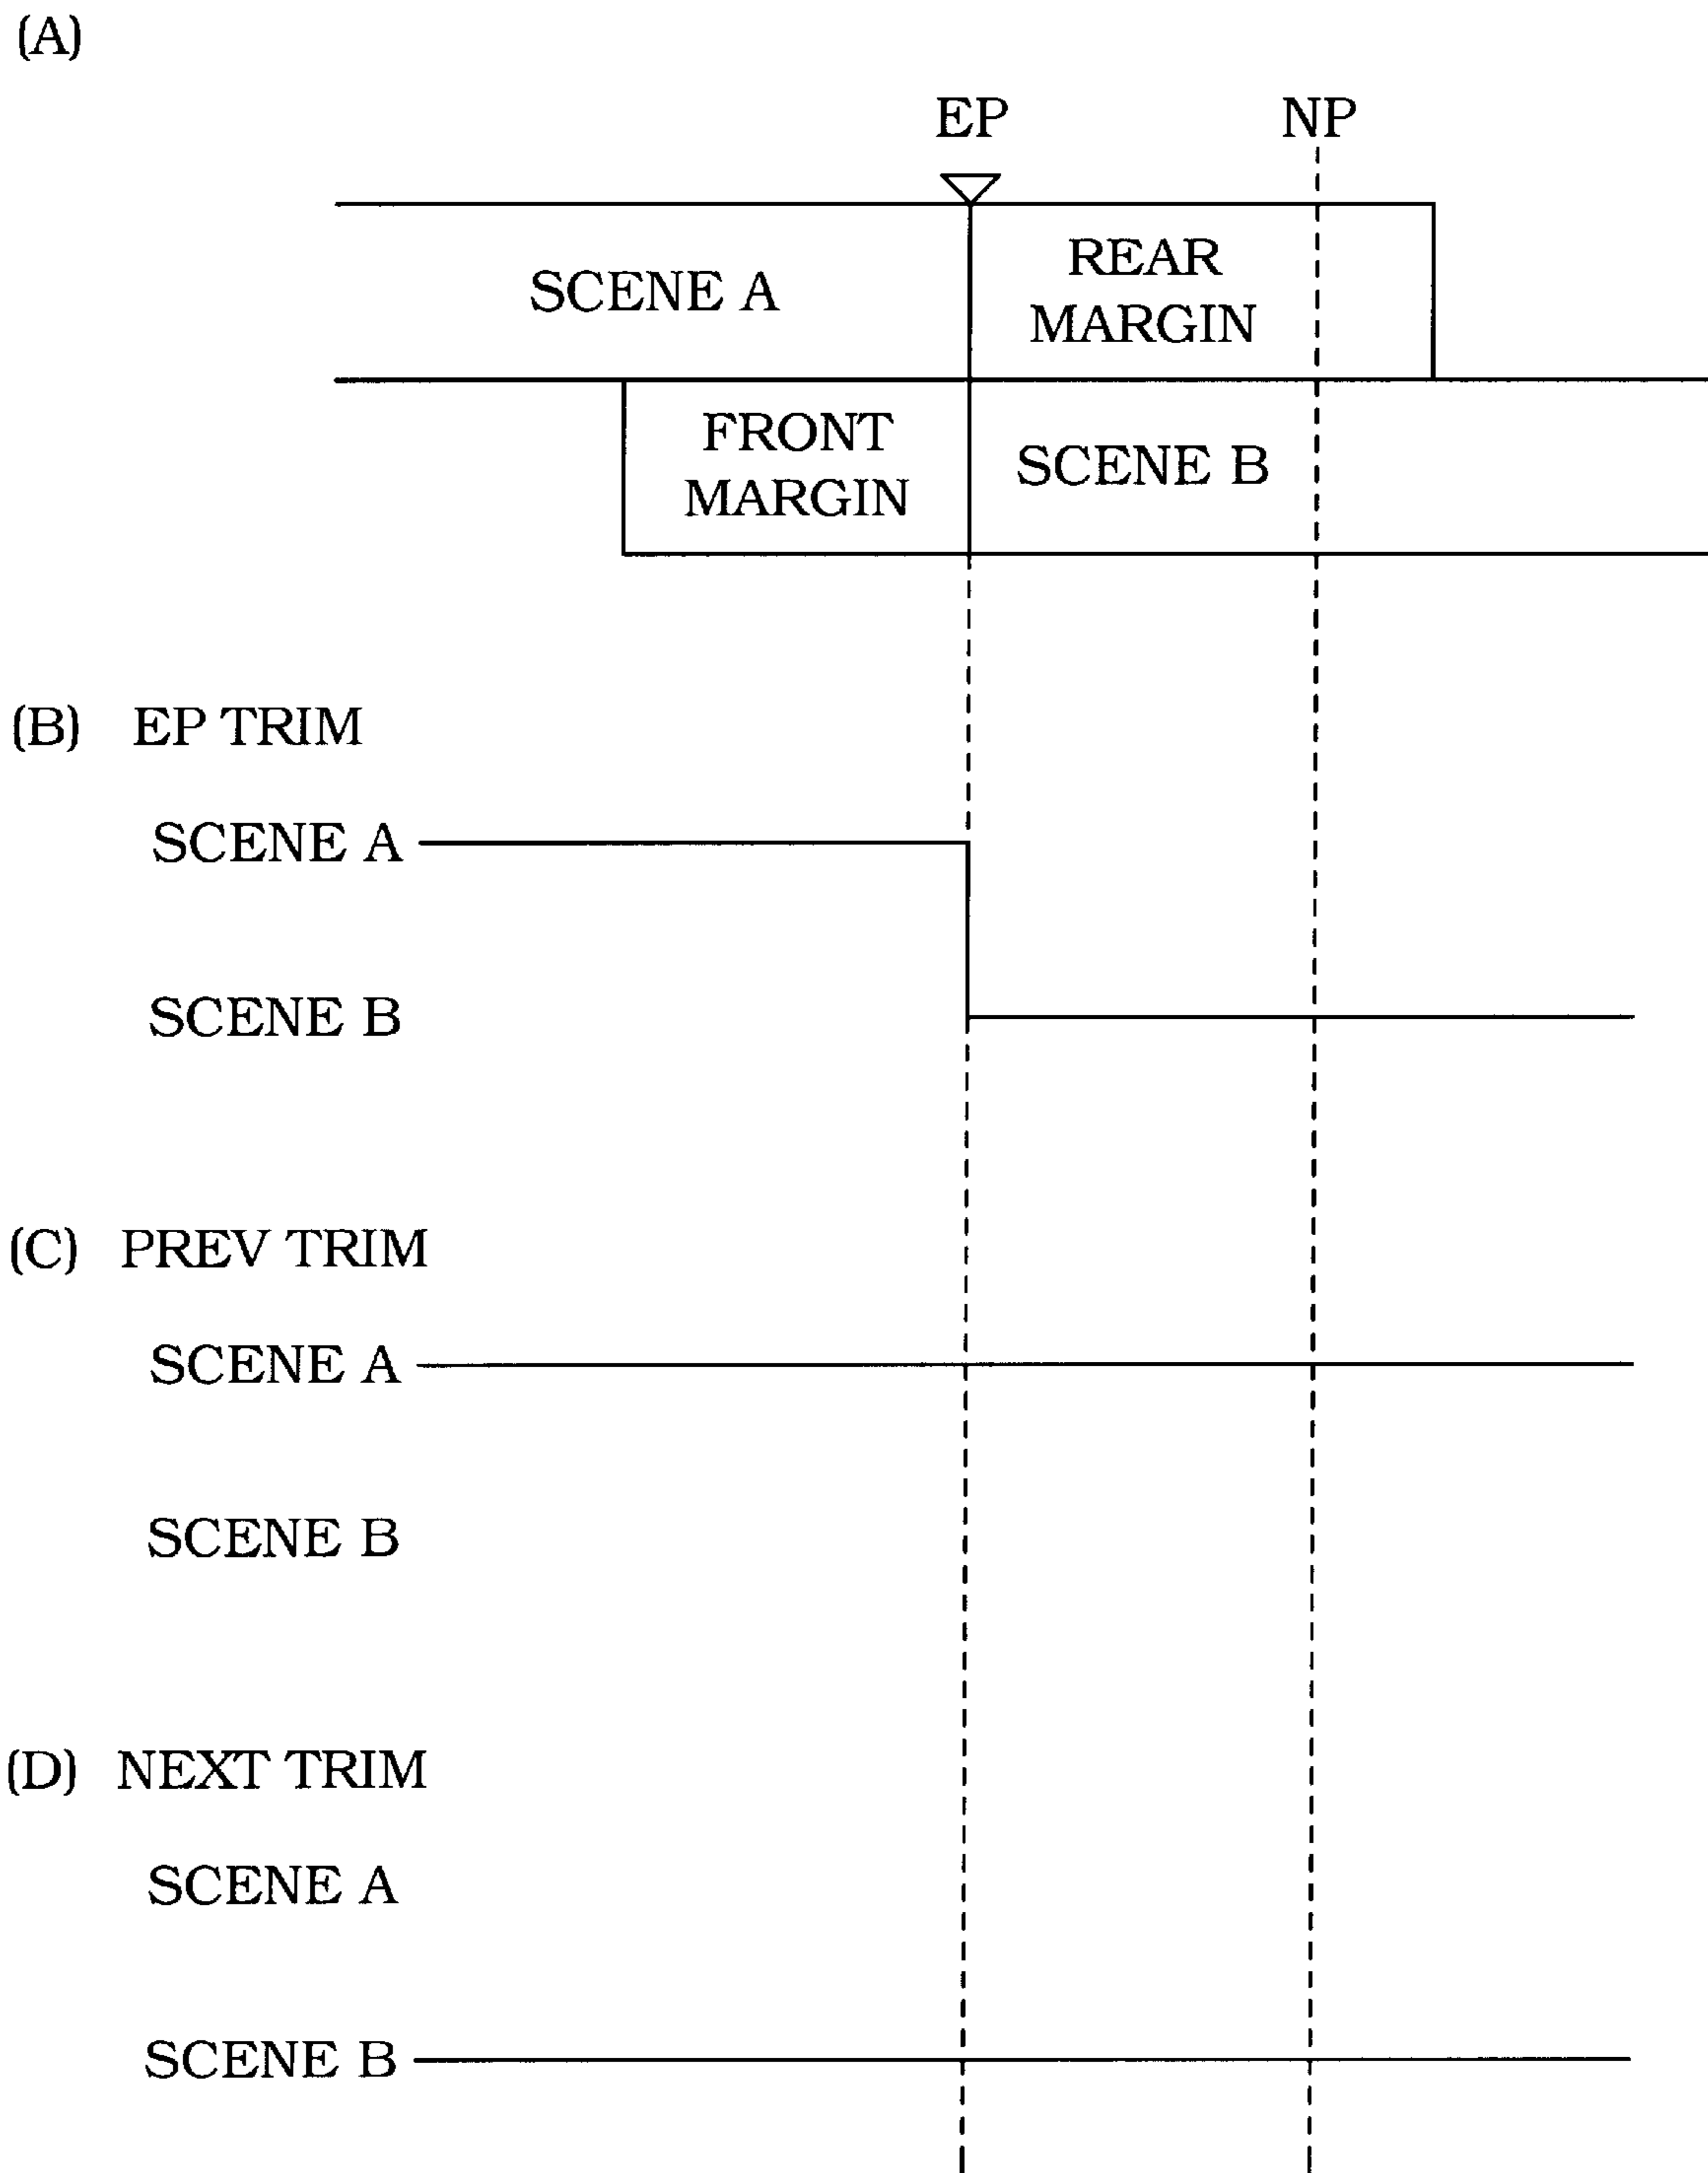 (A)
EP NP
SCENE A
REAR
MARGIN
FRONT
MARGIN
SCENE B
(B) EP TRIM
SCENE A
SCENE B
(C) PREV TRIM
SCENE A
SCENE B
(D) NEXT TRIM
SCENE A
SCENE B